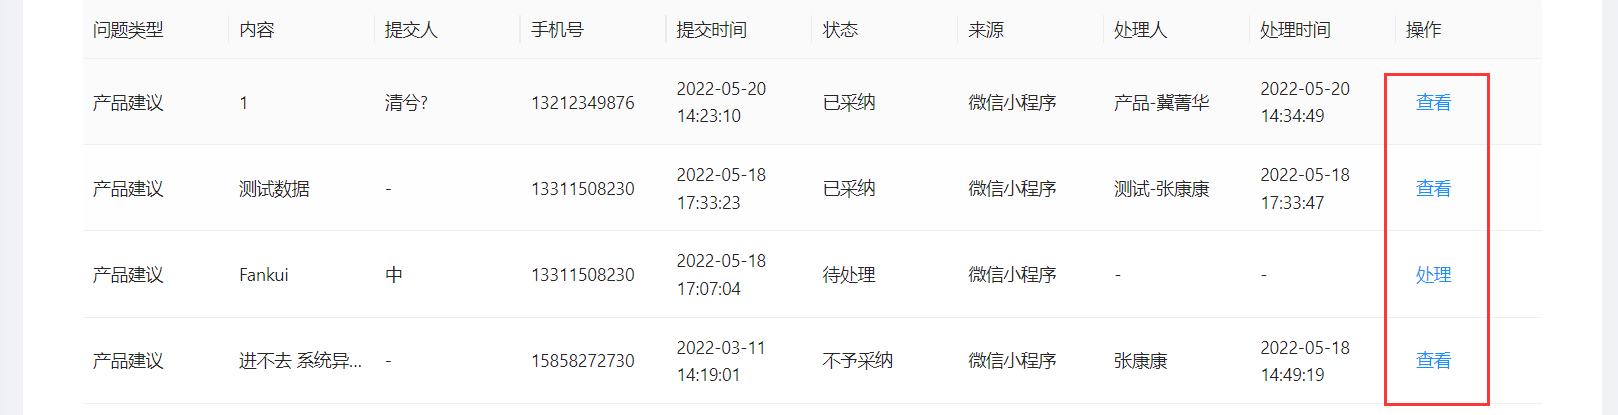 问题类型 内容 提交人 手机号 提交时间 状态 来源 处理人 处理时间 操作
产品建议 1 清兮? 13212349876 2022-05-20 14:23:10 已采纳 微信小程序 产品-冀菁华 2022-05-20 14:34:49 查看
产品建议 测试数据 - 13311508230 2022-05-18 17:33:23 已采纳 微信小程序 测试-张康康 2022-05-18 17:33:47 查看
产品建议 Fankui 中 13311508230 2022-05-18 17:07:04 待处理 微信小程序 - - 处理
产品建议 进不去 系统异... - 15858272730 2022-03-11 14:19:01 不予采纳 微信小程序 张康康 2022-05-18 14:49:19 查看